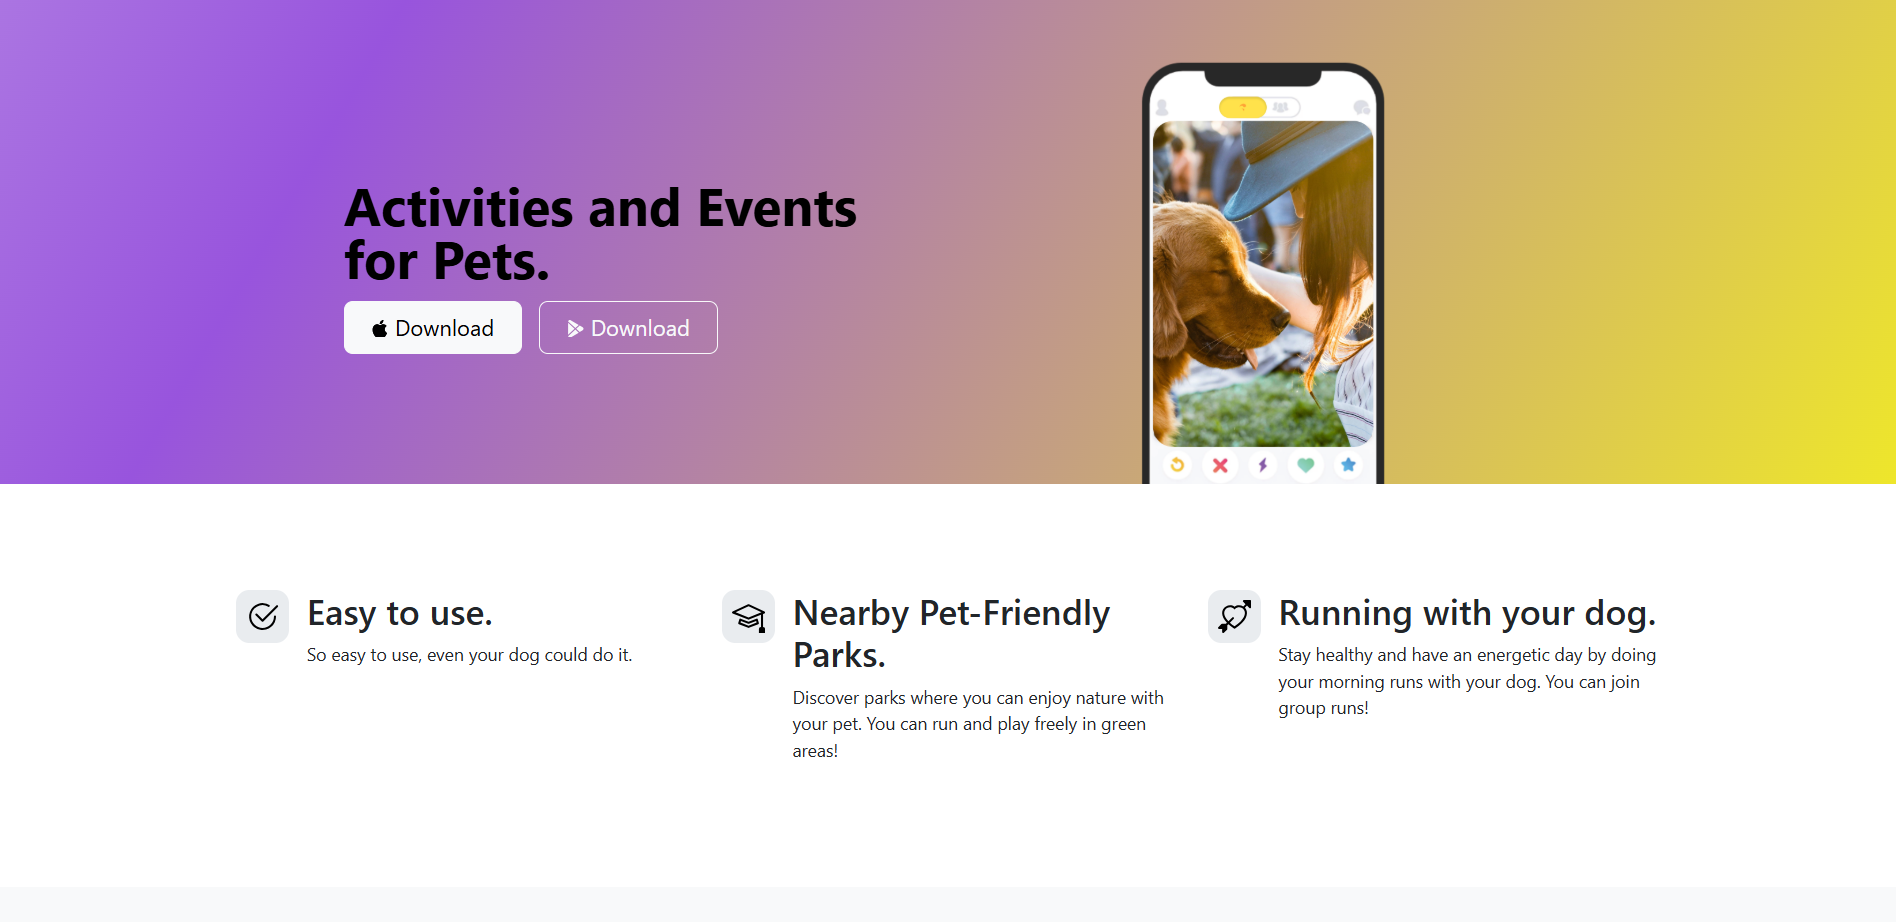 Activities and Events
for Pets.
Download
Download
Easy to use.
So easy to use, even your dog could do it.
Nearby Pet-Friendly
Parks.
Discover parks where you can enjoy nature with
your pet. You can run and play freely in green
areas!
Running with your dog.
Stay healthy and have an energetic day by doing
your morning runs with your dog. You can join
group runs!